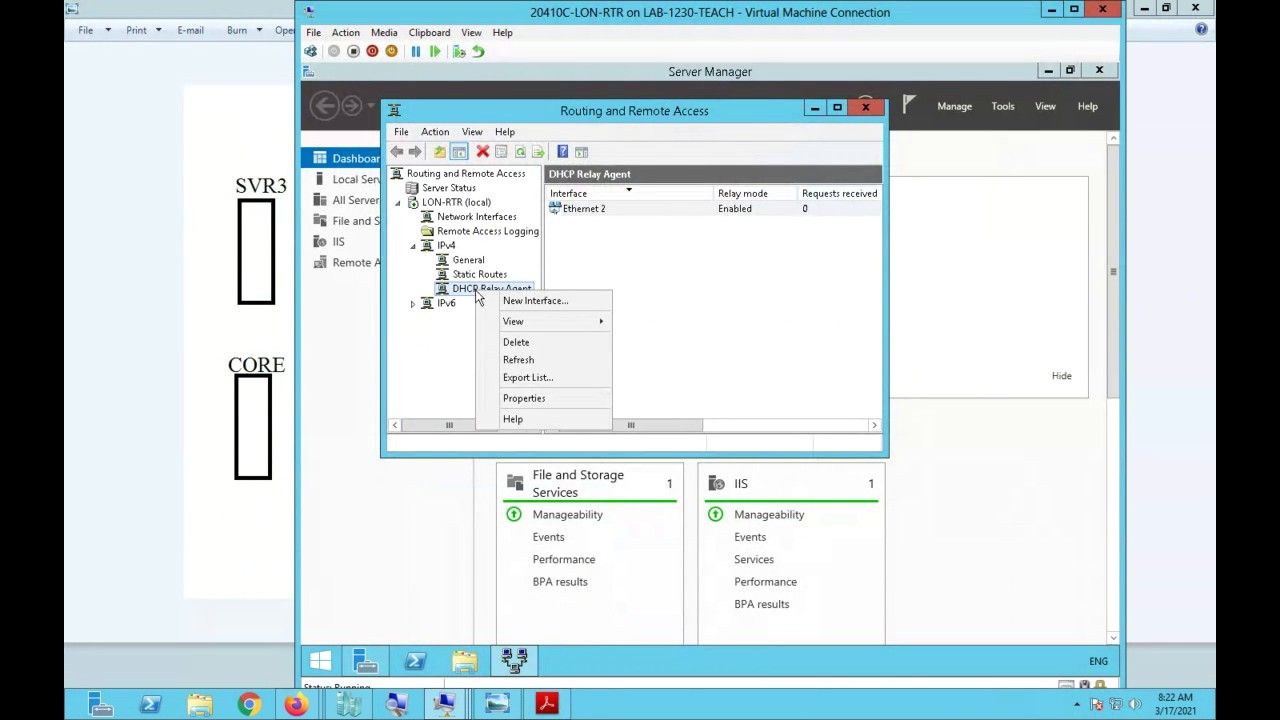 20410C-LON-RTR on LAB-1230-TEACH - Virtual Machine Connection
File Print E-mail Burn Ope
File Action Media Clipboard View Help
Server Manager
Manage Tools View Help
Routing and Remote Access
File Action View Help
Dashboar
Local Serv
All Server
File and S
IIS
Remote A
SVR3
CORE
Routing and Remote Access
Server Status
LON-RTR (local)
Network Interfaces
Remote Access Logging
IPv4
General
Static Routes
DHCP Relay Agent
IPv6
DHCP Relay Agent
Interface Relay mode Requests received
Ethernet 2 Enabled 0
New Interface...
View
Delete
Refresh
Export List...
Properties
Help
Hide
File and Storage
Services
1
Manageability
Events
Performance
BPA results
IIS 1
Manageability
Events
Services
Performance
BPA results
ENG
Status: Running
8:22 AM
3/17/2021